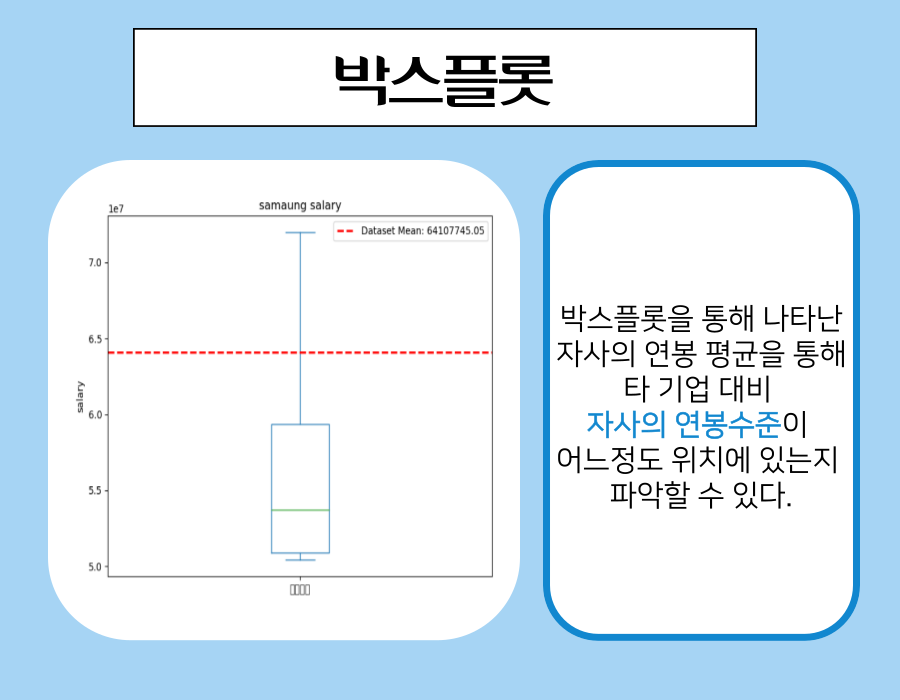 박스플롯
1e7
samaung salary
Dataset Mean: 64107745.05
7.0
6.5
6.0
5.5
5.0
salary
박스플롯을 통해 나타난
자사의 연봉 평균을 통해
타 기업 대비
자사의 연봉수준이
어느정도 위치에 있는지
파악할 수 있다.